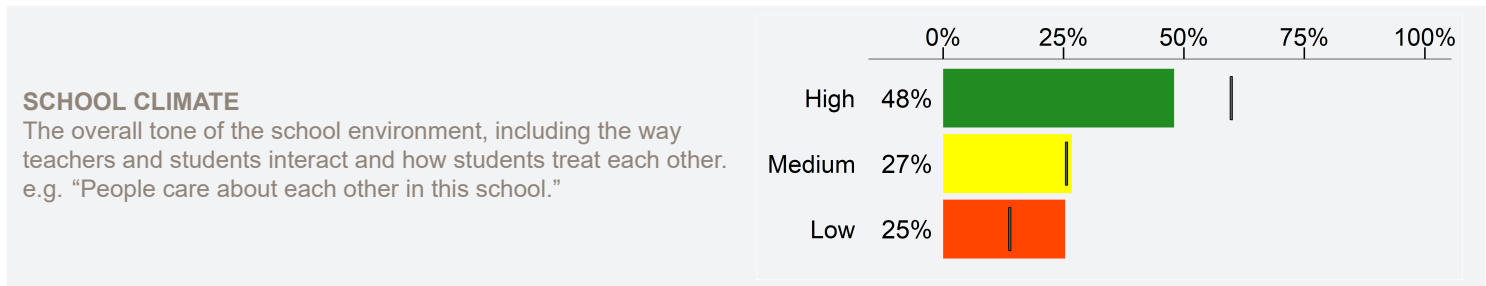 SCHOOL CLIMATE
The overall tone of the school environment, including the way
teachers and students interact and how students treat each other.
e.g. “People care about each other in this school.”
0% 25% 50% 75% 100%
High 48%
Medium 27%
Low 25%